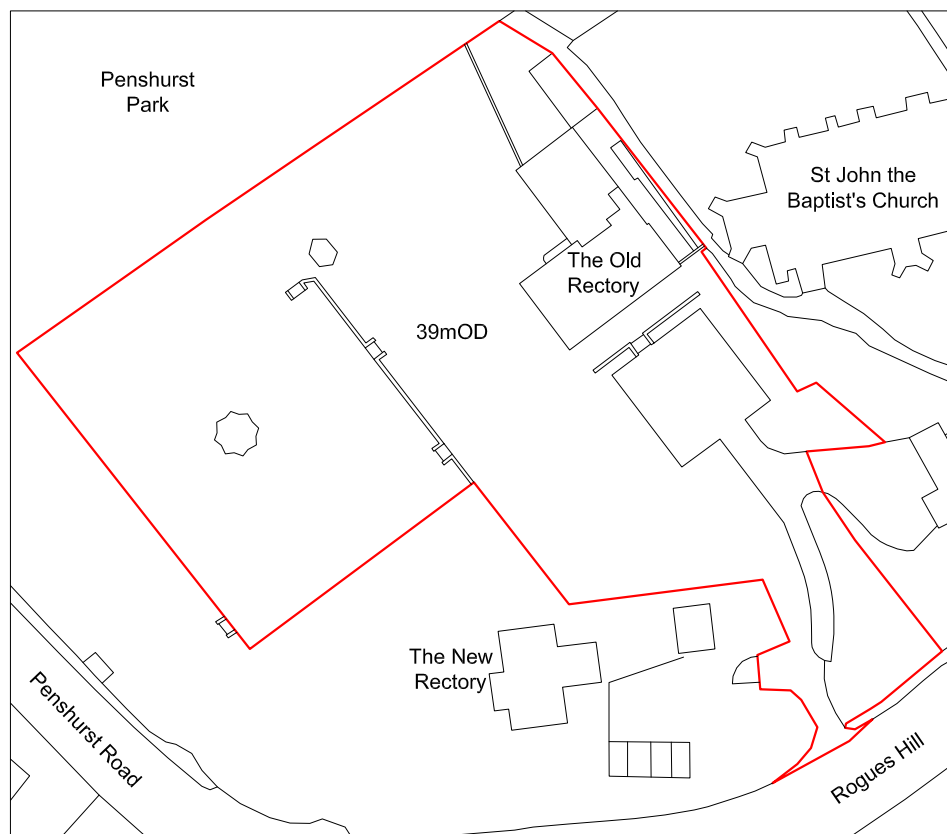 Penshurst
Park
St John the
Baptist's Church
The Old
Rectory
39mOD
The New
Rectory
Penshurst Road
Rogues Hill